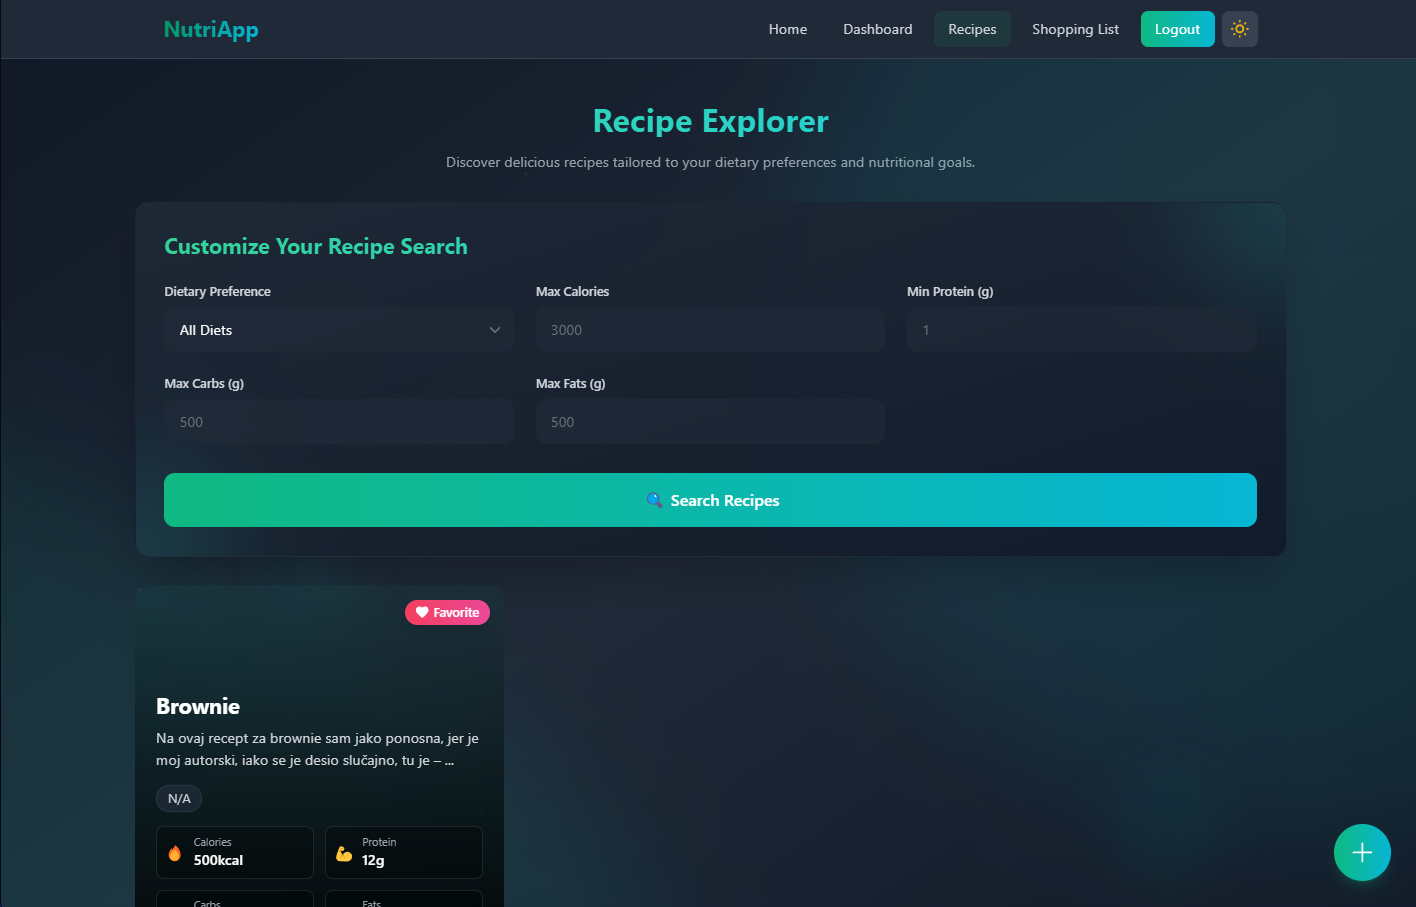 NutriApp
Home Dashboard Recipes Shopping List Logout
Recipe Explorer
Discover delicious recipes tailored to your dietary preferences and nutritional goals.
Customize Your Recipe Search
Dietary Preference Max Calories Min Protein (g)
All Diets 3000 1
Max Carbs (g) Max Fats (g)
500 500
Search Recipes
Favorite
Brownie
Na ovaj recept za brownie sam jako ponosna, jer je
moj autorski, iako se je desio slučajno, tu je – ...
N/A
Calories Protein
500kcal 12g
Carbs Fats